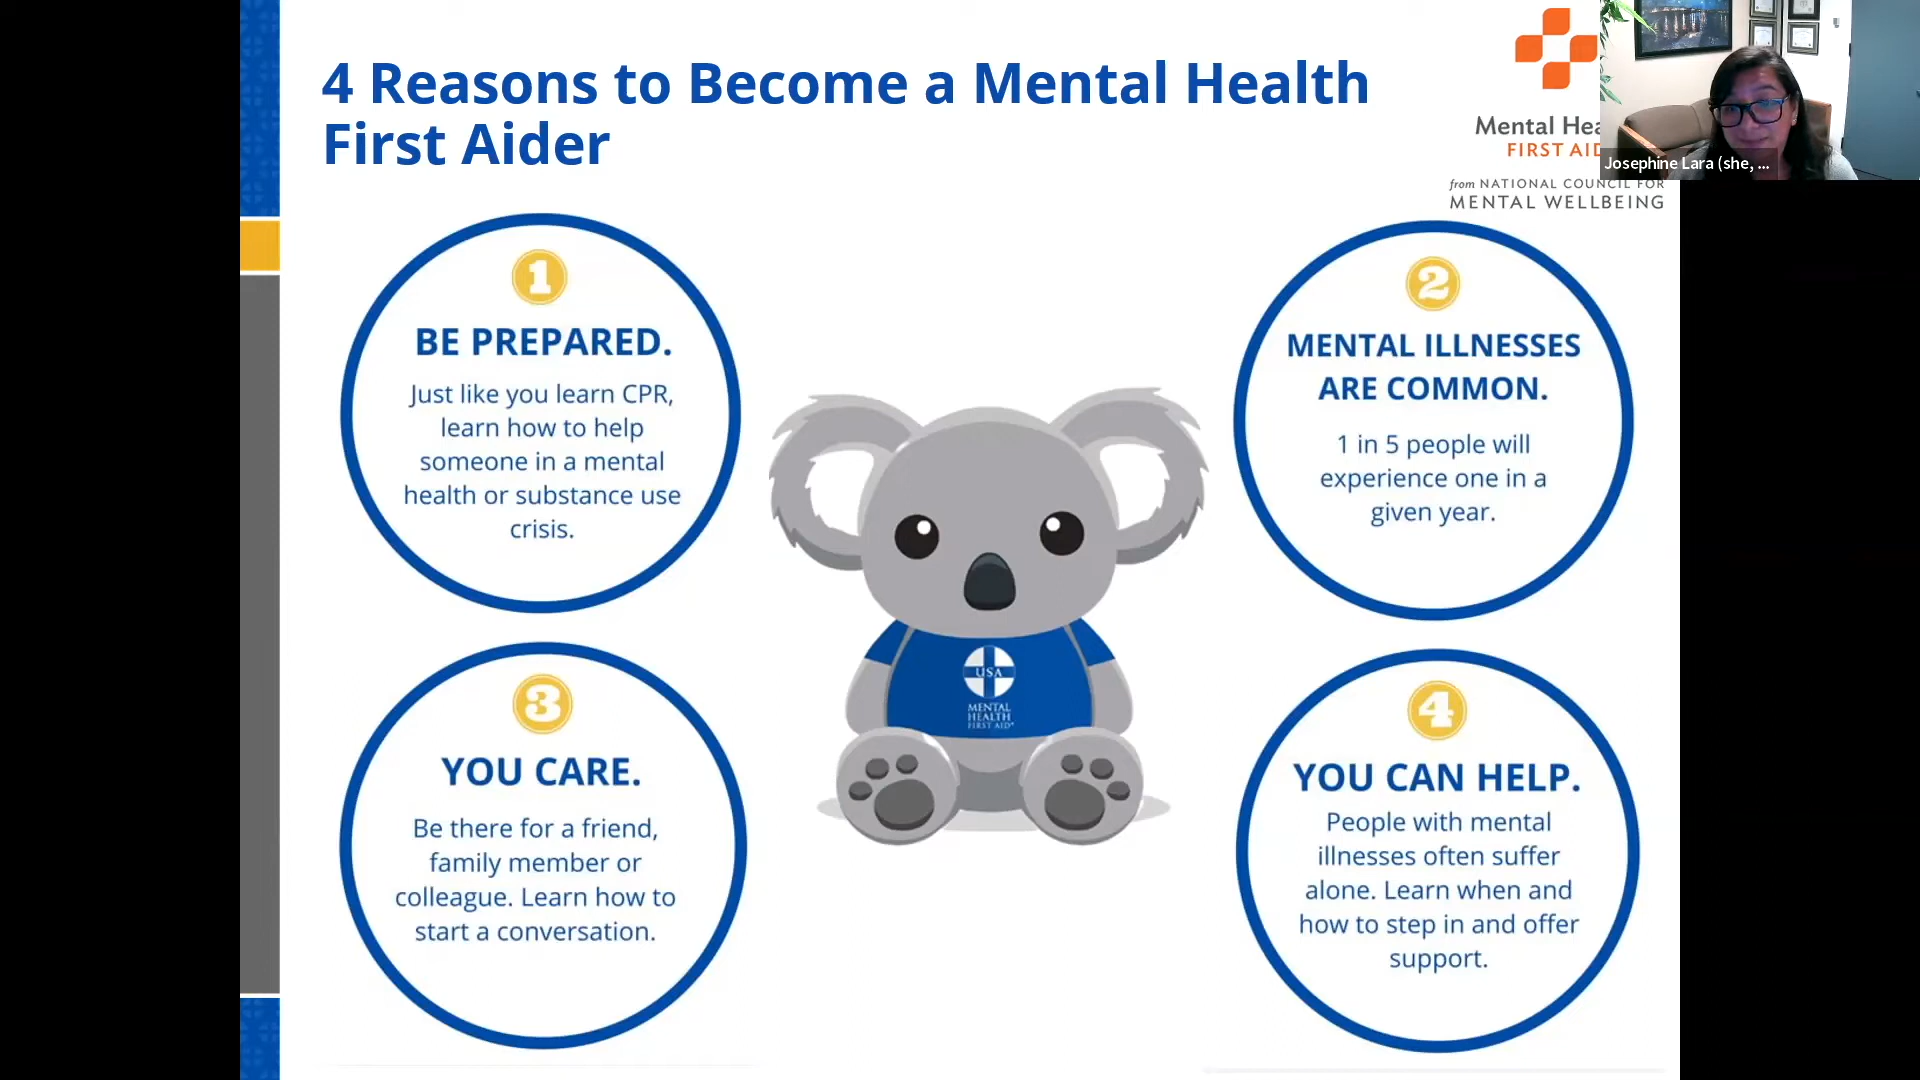 4 Reasons to Become a Mental Health
First Aider
Mental Hea
FIRST AID
from NATIONAL COUNCIL FOR
MENTAL WELLBEING
Josephine Lara (she, ...
1
BE PREPARED.
Just like you learn CPR,
learn how to help
someone in a mental
health or substance use
crisis.
2
MENTAL ILLNESSES
ARE COMMON.
1 in 5 people will
experience one in a
given year.
USA
MENTAL
HEALTH
FIRST AID®
3
YOU CARE.
Be there for a friend,
family member or
colleague. Learn how to
start a conversation.
4
YOU CAN HELP.
People with mental
illnesses often suffer
alone. Learn when and
how to step in and offer
support.